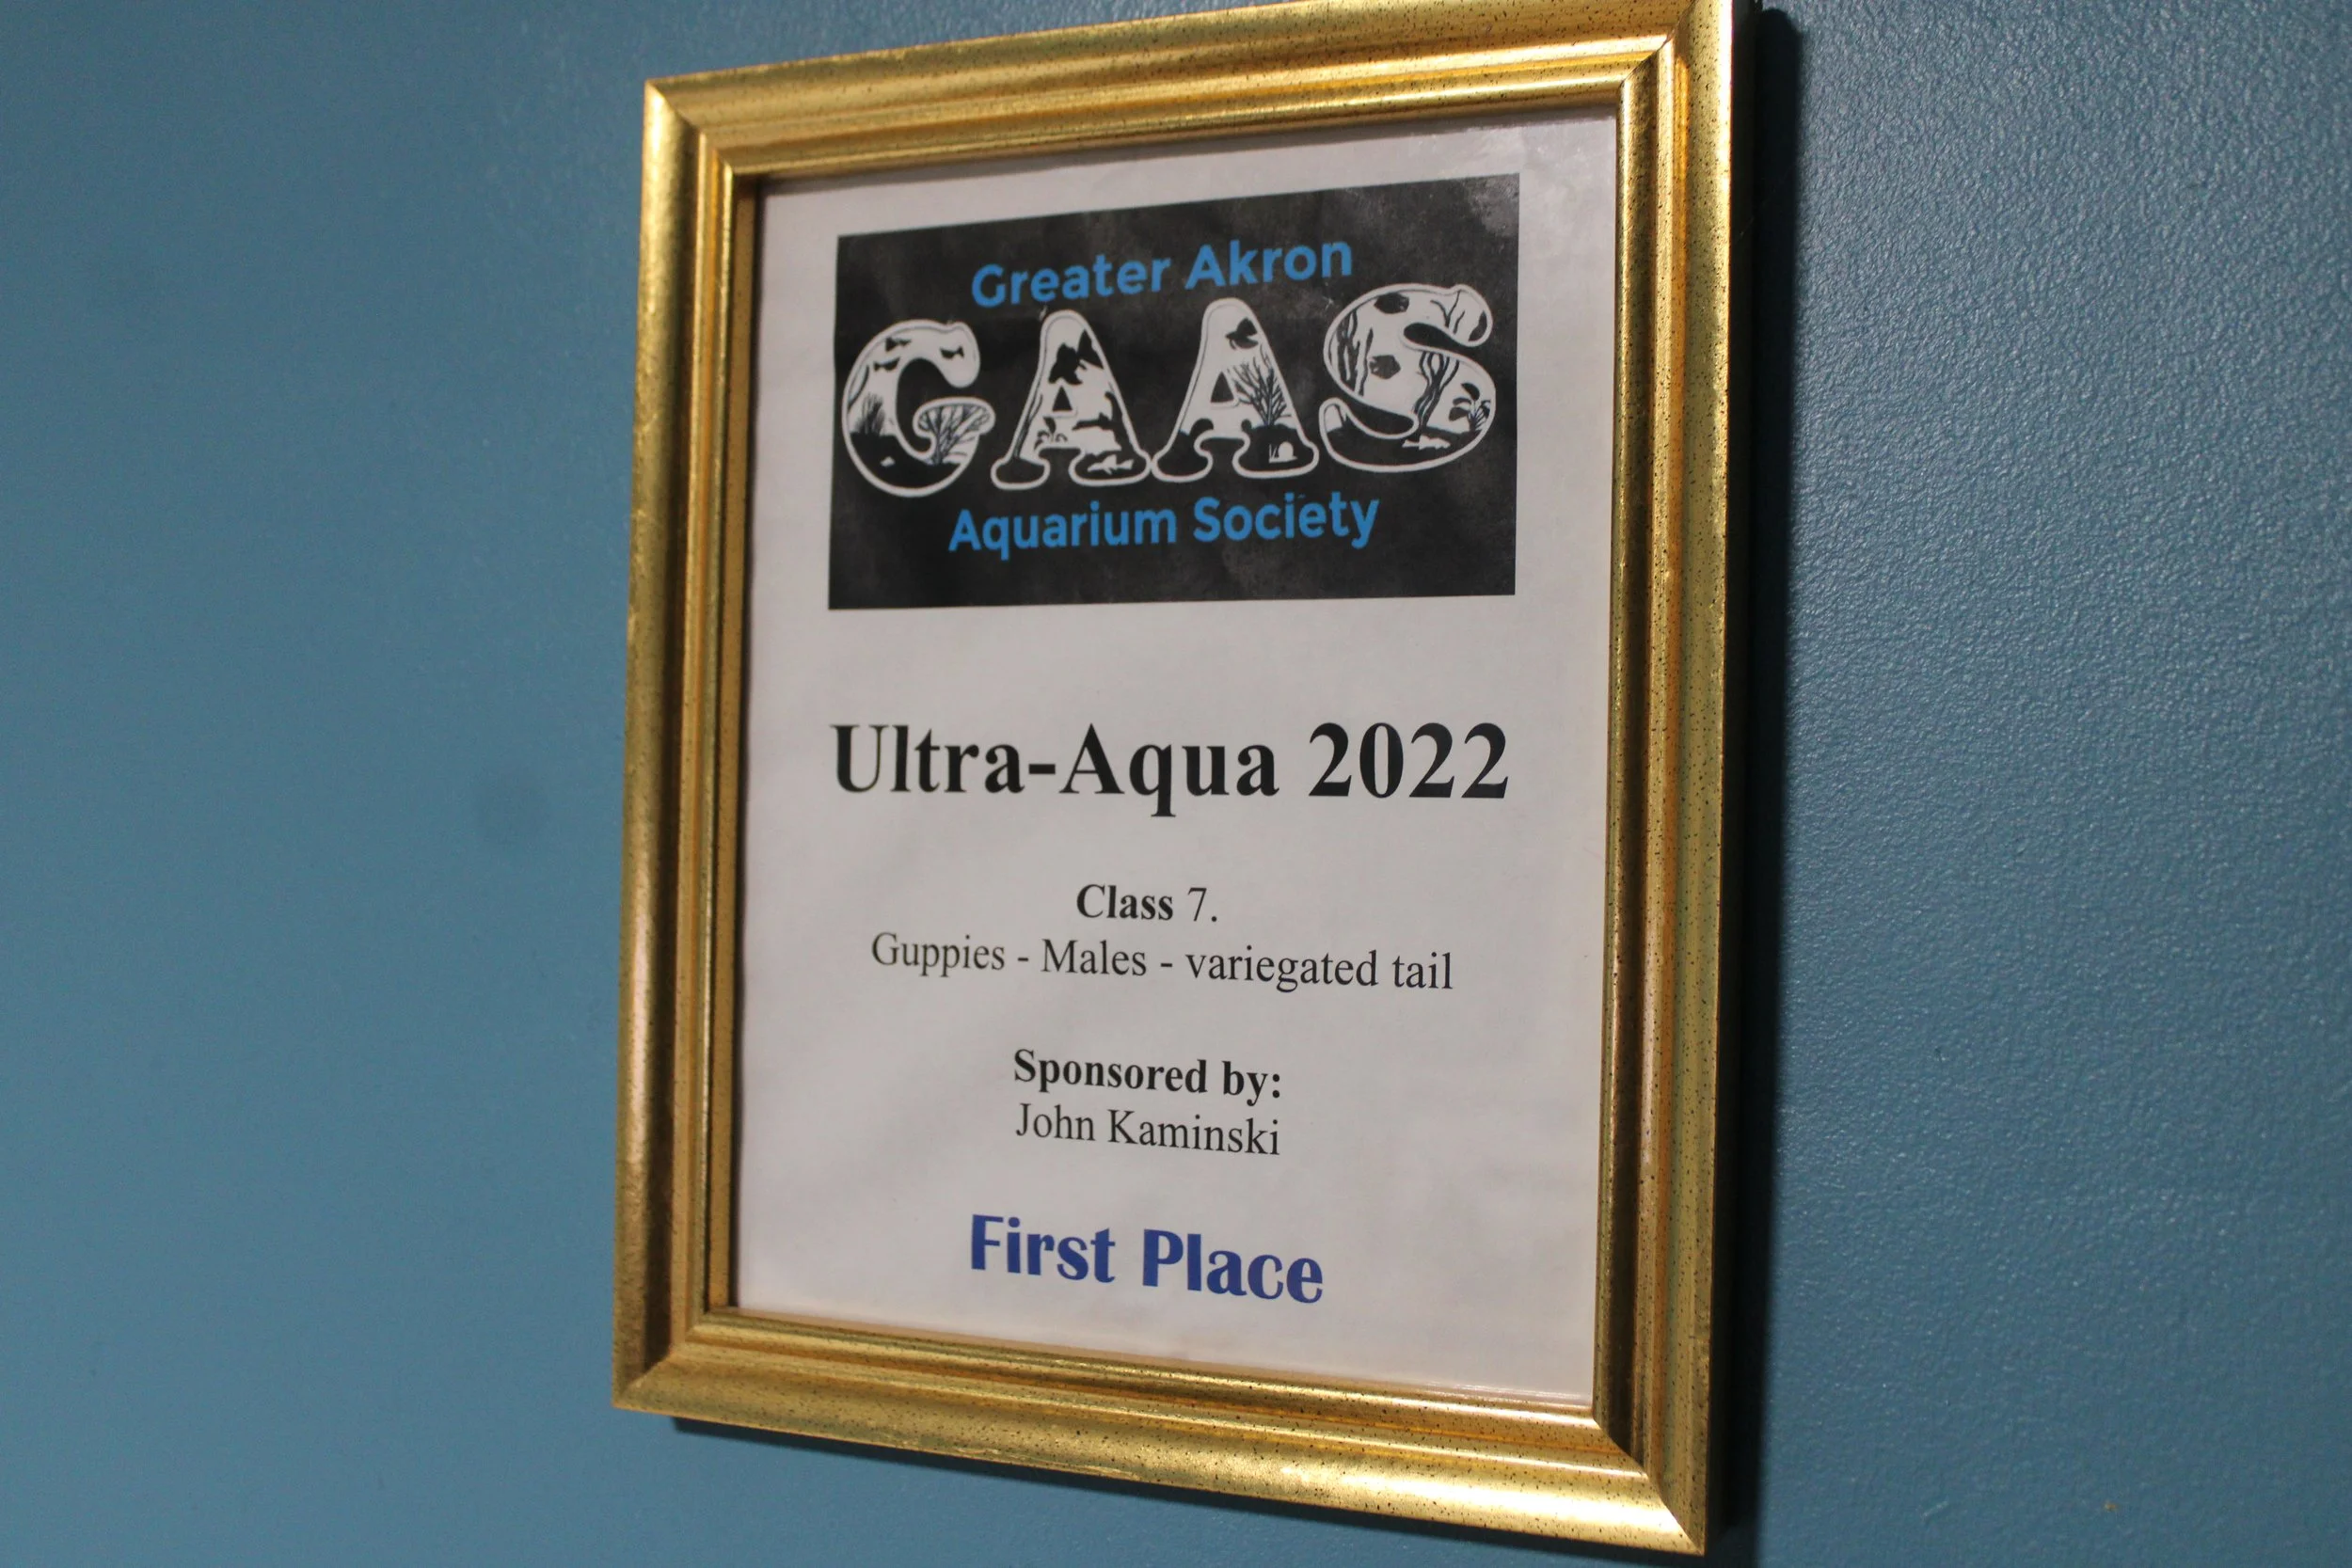 Greater Akron
GAAS
Aquarium Society
Ultra-Aqua 2022
Class 7.
Guppies - Males - variegated tail
Sponsored by:
John Kaminski
First Place